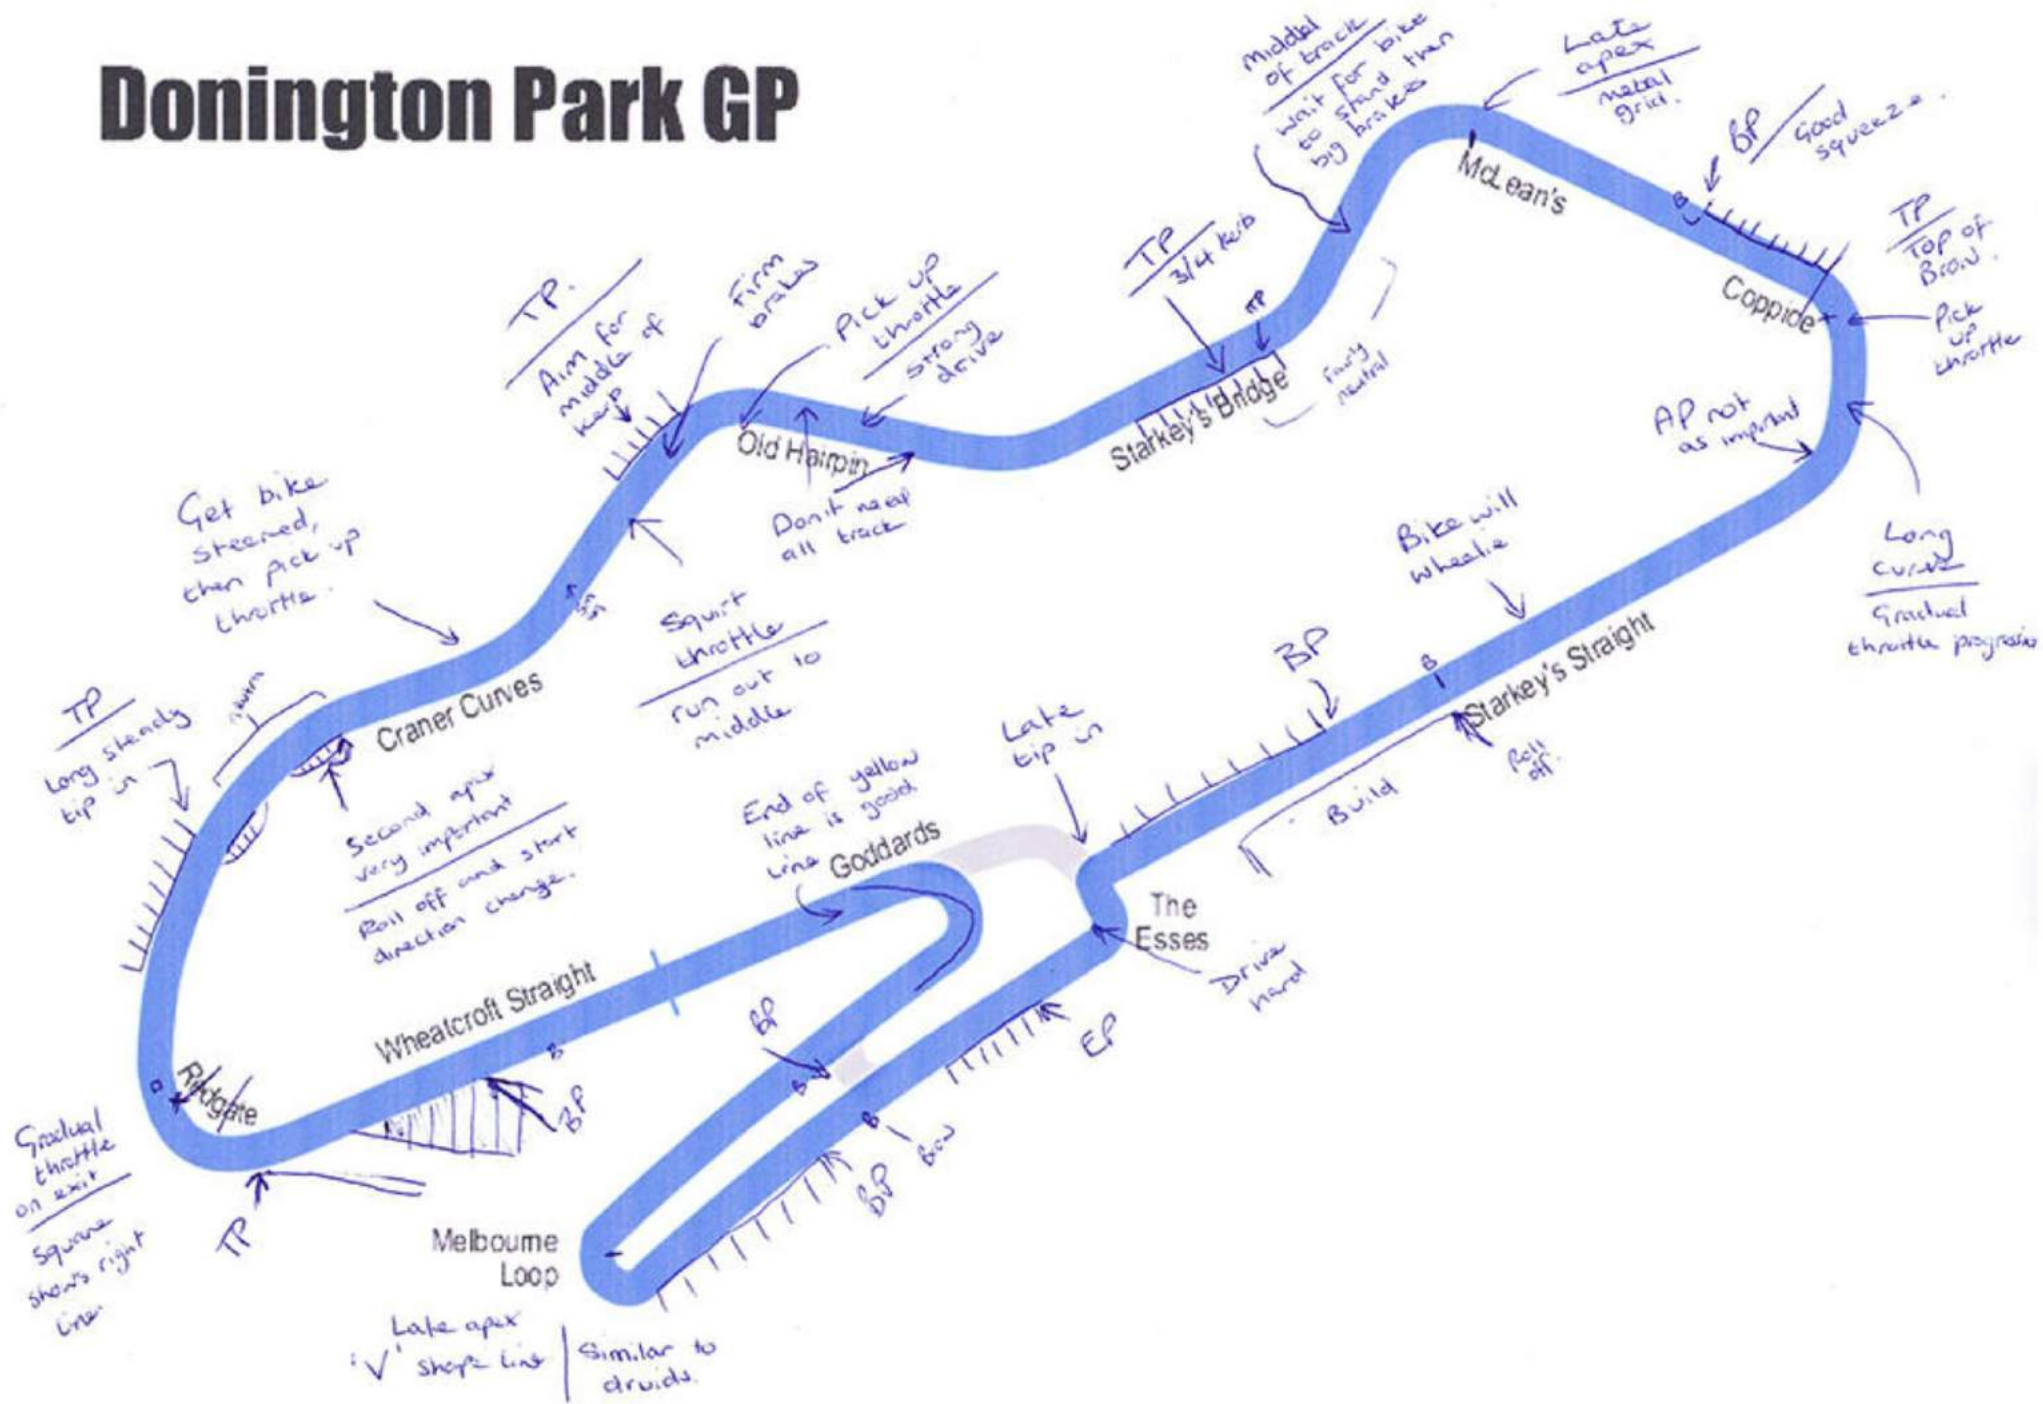 Donington Park GP
middle
of track
wait for bike
to stand then
big brakes
Late
apex
metal
grid.
McLean's
BP
Good
squeeze.
TP
Top of
Brow.
Coppice
Pick
up
throttle
TP
3/4 kerb
TP
Starkey's Bridge
fairly
neutral
TP.
Aim for
middle of
kerb
Firm
brakes
Pick up
throttle
strong
drive
Old Hairpin
Don't need
all track
AP not
as important
Long
curve
Gradual
throttle
Get bike
steered,
then pick up
throttle.
Squirt
throttle
run out to
middle
Craner Curves
Bike will
wheelie
B
Starkey's Straight
Roll
off.
Build
BP
TP
Long steady
tip in
Second apex
very important
Roll off and start
direction change.
End of yellow
line is good
line
Goddards
Late
tip in
The
Esses
Drive
hard
Wheatcroft Straight
B
BP
BP
B
EP
B
Brow
BP
Redgate
TP
Gradual
throttle
on exit
Square
shows right
line
Melbourne
Loop
Late apex
'V' shape line
Similar to
druids.